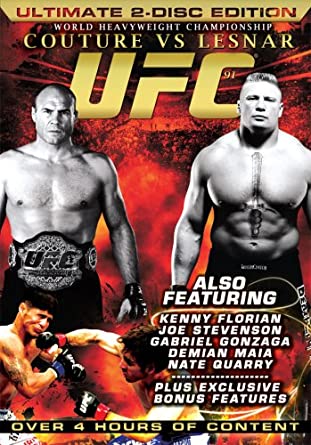 ULTIMATE 2-DISC EDITION
WORLD HEAVYWEIGHT CHAMPIONSHIP
COUTURE VS LESNAR
UFC 91
UFC
ALSO
FEATURING
KENNY FLORIAN
JOE STEVENSON
GABRIEL GONZAGA
DEMIAN MAIA
NATE QUARRY
PLUS EXCLUSIVE
BONUS FEATURES
OVER 4 HOURS OF CONTENT